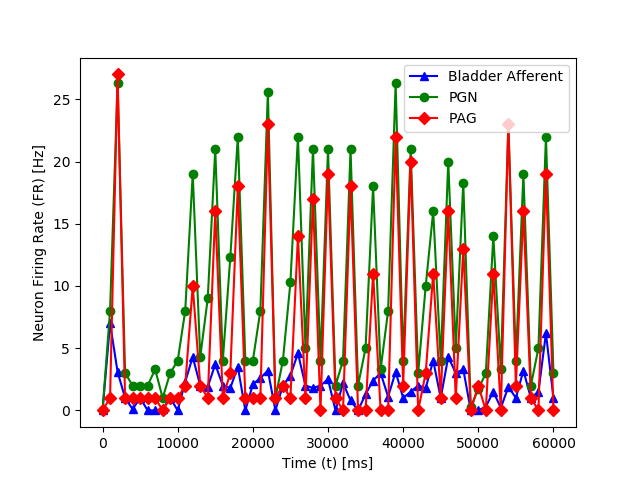 Bladder Afferent
PGN
PAG
25
20
15
10
5
0
Neuron Firing Rate (FR) [Hz]
0 10000 20000 30000 40000 50000 60000
Time (t) [ms]